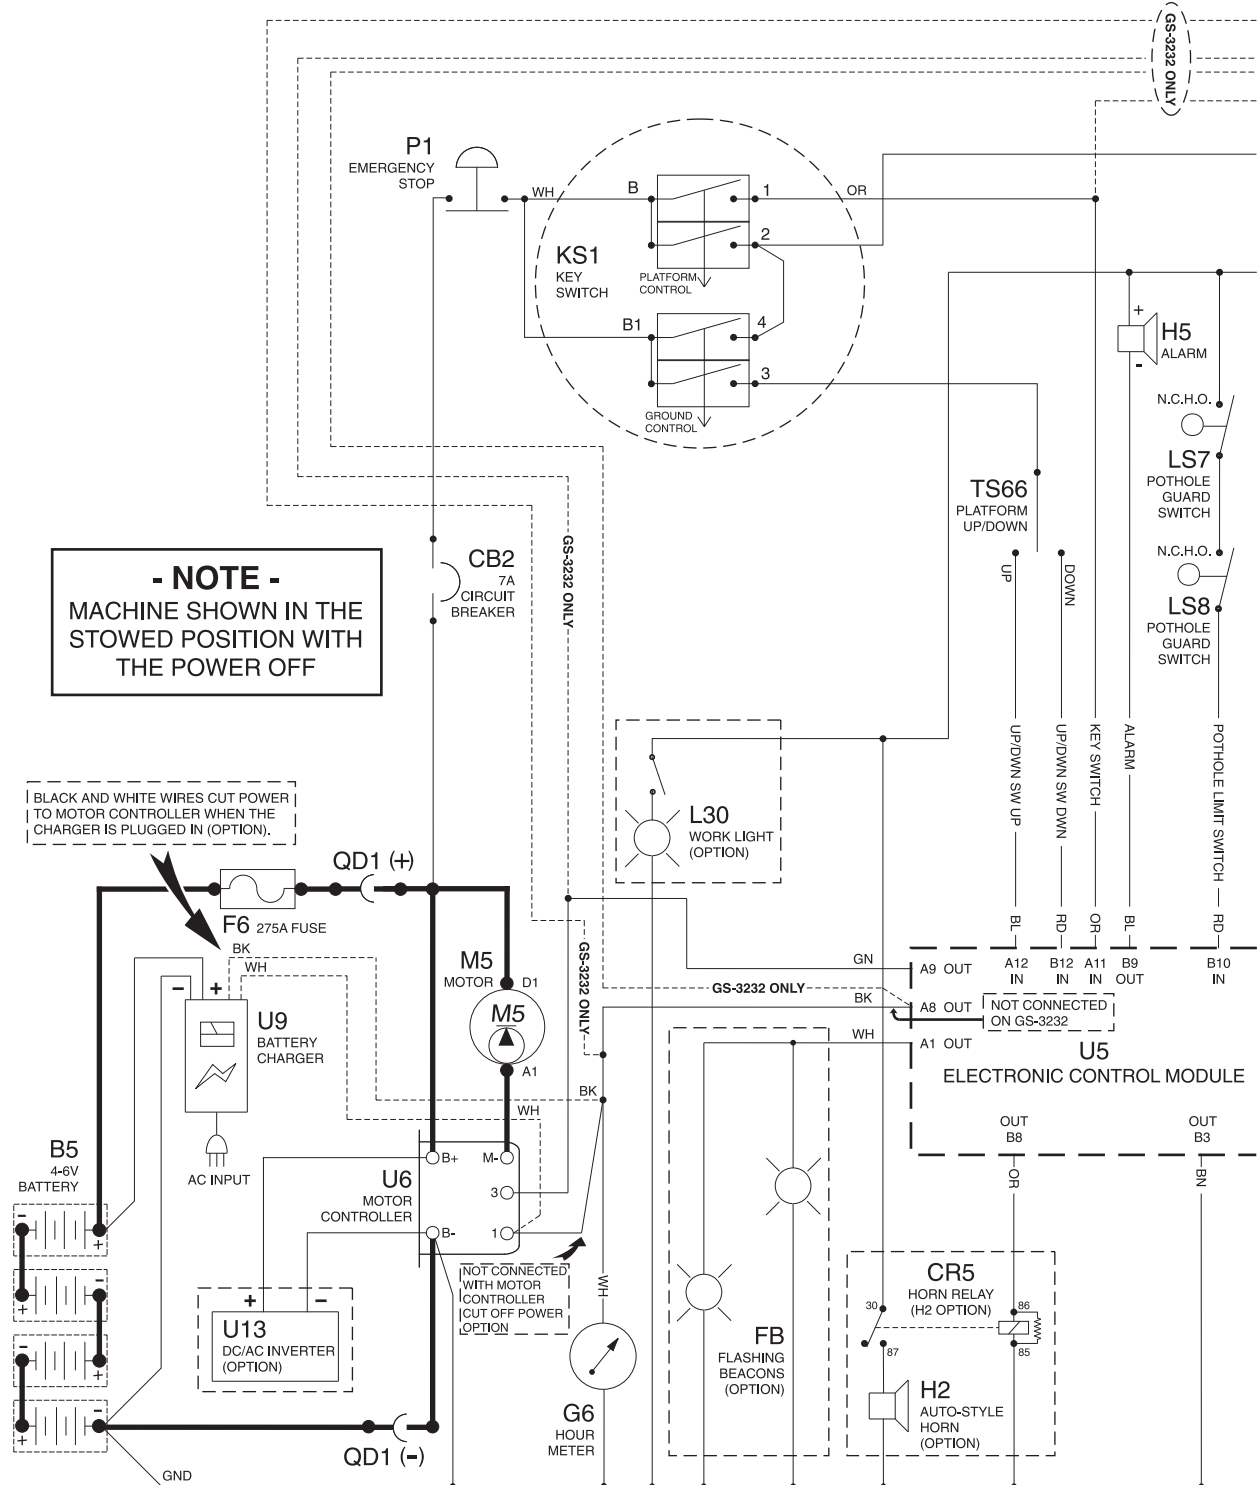 GS-3232 ONLY
P1
EMERGENCY
STOP
WH
B
1
OR
2
KS1
KEY
SWITCH
PLATFORM
CONTROL
B1
4
3
GROUND
CONTROL
+
H5
ALARM
-
N.C.H.O.
LS7
POTHOLE
GUARD
SWITCH
TS66
PLATFORM
UP/DOWN
UP
DOWN
N.C.H.O.
LS8
POTHOLE
GUARD
SWITCH
CB2
7A
CIRCUIT
BREAKER
GS-3232 ONLY
- NOTE -
MACHINE SHOWN IN THE
STOWED POSITION WITH
THE POWER OFF
UP/DWN SW UP
UP/DWN SW DWN
KEY SWITCH
ALARM
POTHOLE LIMIT SWITCH
BL
RD
OR
BL
RD
BLACK AND WHITE WIRES CUT POWER
TO MOTOR CONTROLLER WHEN THE
CHARGER IS PLUGGED IN (OPTION).
L30
WORK LIGHT
(OPTION)
QD1 (+)
F6 275A FUSE
BK
WH
- +
U9
BATTERY
CHARGER
AC INPUT
M5
MOTOR
D1
M5
A1
GS-3232 ONLY
GS-3232 ONLY
GN
BK
WH
A9 OUT
A8 OUT
A1 OUT
A12
IN
B12
IN
A11
IN
B9
OUT
B10
IN
NOT CONNECTED
ON GS-3232
U5
ELECTRONIC CONTROL MODULE
OUT
B8
OUT
B3
OR
BN
BK
WH
B5
4-6V
BATTERY
-
+
-
+
-
+
-
+
U6
MOTOR
CONTROLLER
B+
M-
3
B-
1
NOT CONNECTED
WITH MOTOR
CONTROLLER
CUT OFF POWER
OPTION
+ -
U13
DC/AC INVERTER
(OPTION)
WH
G6
HOUR
METER
QD1 (-)
GND
FB
FLASHING
BEACONS
(OPTION)
CR5
HORN RELAY
(H2 OPTION)
30
87
86
85
H2
AUTO-STYLE
HORN
(OPTION)